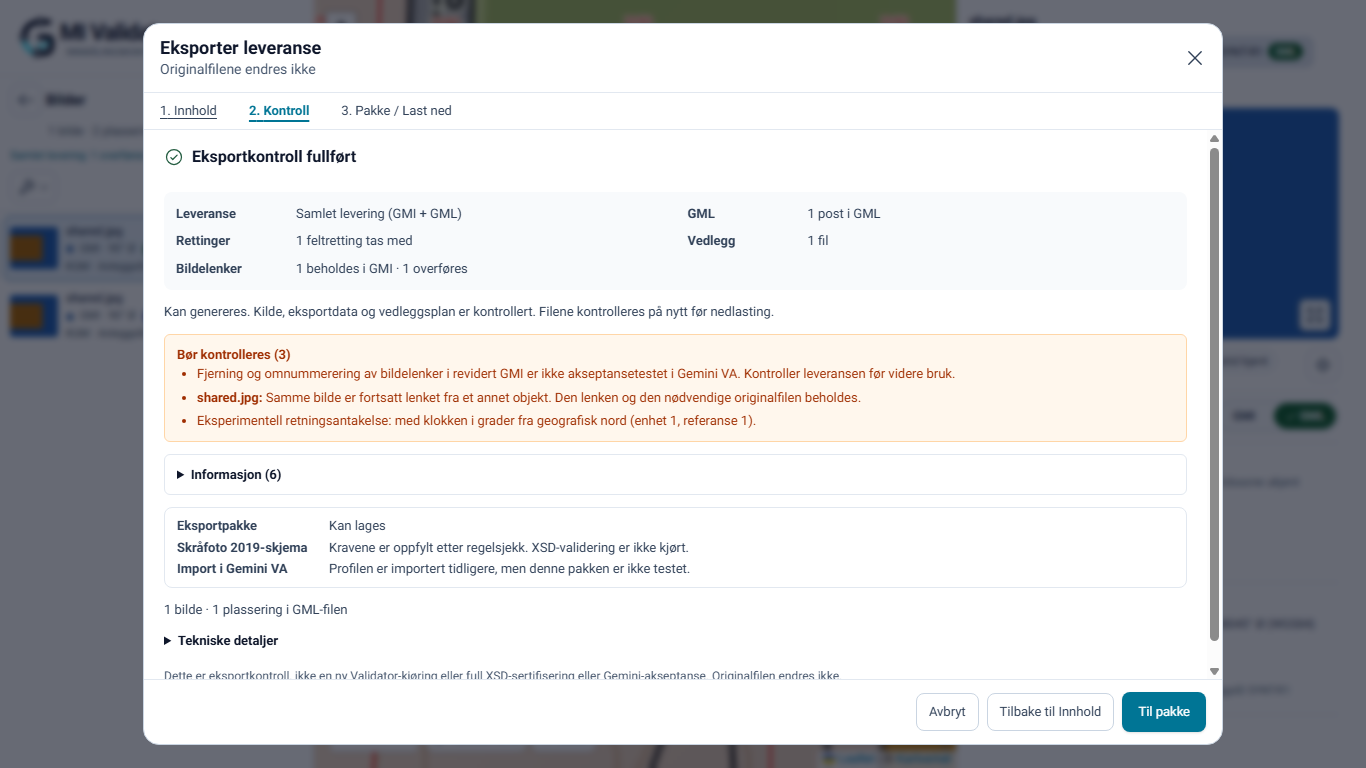 MI Valid
Bilder
shared.jpg
shared.jpg
Eksporter leveranse
Originalfilene endres ikke
1. Innhold 2. Kontroll 3. Pakke / Last ned
Eksportkontroll fullført
Leveranse Samlet levering (GMI + GML) GML 1 post i GML
Rettinger 1 feltretting tas med Vedlegg 1 fil
Bildelenker 1 beholdes i GMI · 1 overføres
Kan genereres. Kilde, eksportdata og vedleggsplan er kontrollert. Filene kontrolleres på nytt før nedlasting.
Bør kontrolleres (3)
• Fjerning og omnummerering av bildelenker i revidert GMI er ikke akseptansetestet i Gemini VA. Kontroller leveransen før videre bruk.
• shared.jpg: Samme bilde er fortsatt lenket fra et annet objekt. Den lenken og den nødvendige originalfilen beholdes.
• Eksperimentell retningsantakelse: med klokken i grader fra geografisk nord (enhet 1, referanse 1).
Informasjon (6)
Eksportpakke Kan lages
Skråfoto 2019-skjema Kravene er oppfylt etter regelsjekk. XSD-validering er ikke kjørt.
Import i Gemini VA Profilen er importert tidligere, men denne pakken er ikke testet.
1 bilde · 1 plassering i GML-filen
Tekniske detaljer
Dette er eksportkontroll, ikke en ny Validator-kjøring eller full XSD-sertifisering eller Gemini-akseptanse. Originalfilen endres ikke.
Avbryt Tilbake til Innhold Til pakke